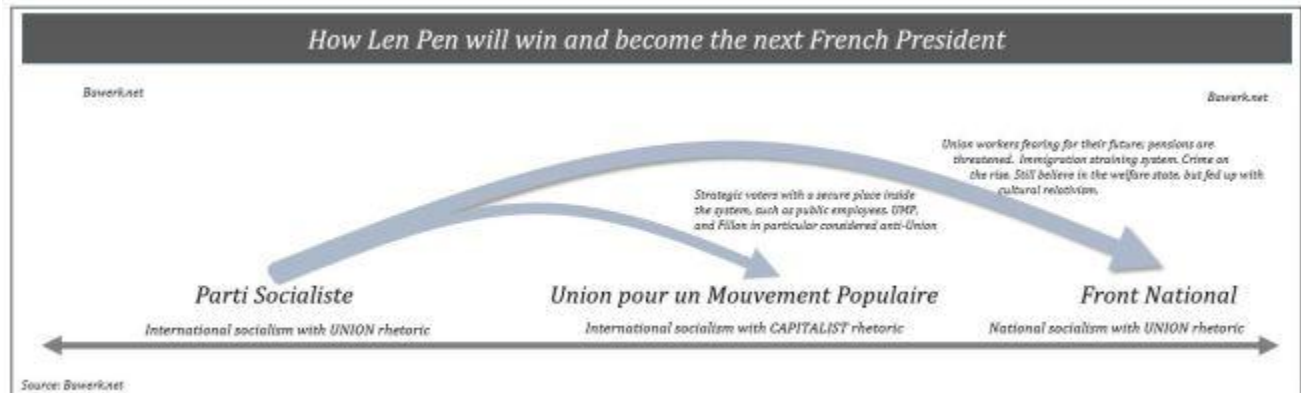 How Len Pen will win and become the next French President
Bawerk.net
Bawerk.net
Union workers fearing for their future; pensions are
threatened. Immigration straining system. Crime on
the rise. Still believe in the welfare state, but fed up with
cultural relativism.
Strategic voters with a secure place inside
the system, such as public employees. UMP,
and Fillon in particular considered anti-Union
Parti Socialiste
Union pour un Mouvement Populaire
Front National
International socialism with UNION rhetoric
International socialism with CAPITALIST rhetoric
National socialism with UNION rhetoric
Source: Bawerk.net